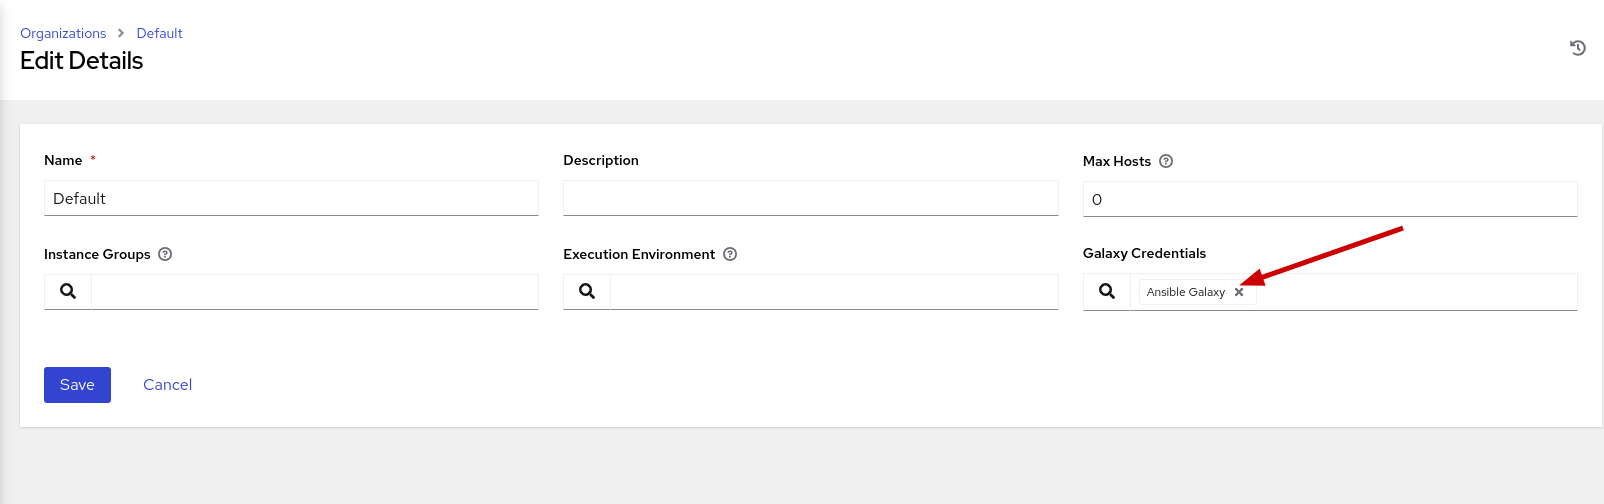 Organizations > Default
Edit Details
Name *
Description
Max Hosts ?
Default
0
Instance Groups ?
Execution Environment ?
Galaxy Credentials
Ansible Galaxy ×
Save
Cancel